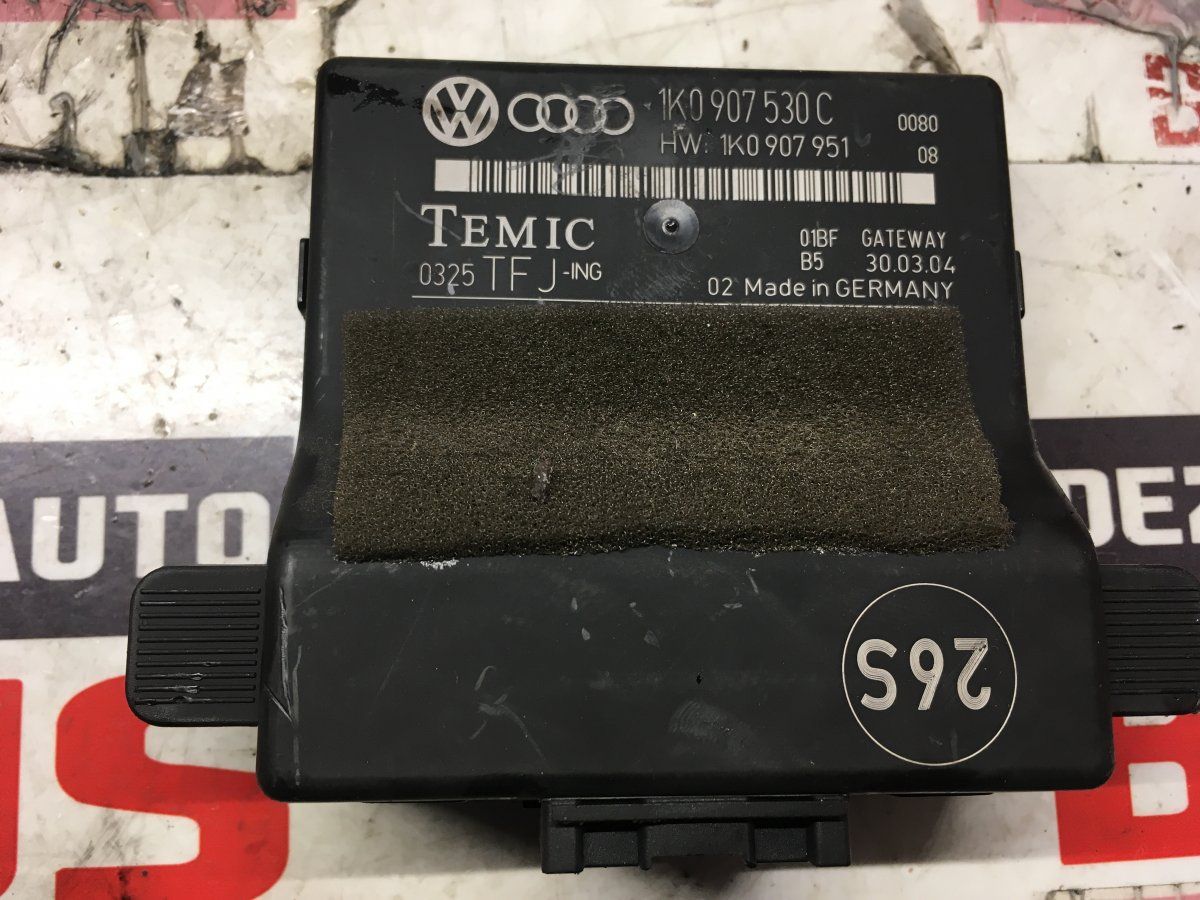 1K0 907 530 C
HW: 1K0 907 951
0080
08
TEMIC
0325 TFJ-ING
01BF GATEWAY
B5 30.03.04
02 Made in GERMANY
26S
AUTO
DEZ
US
B